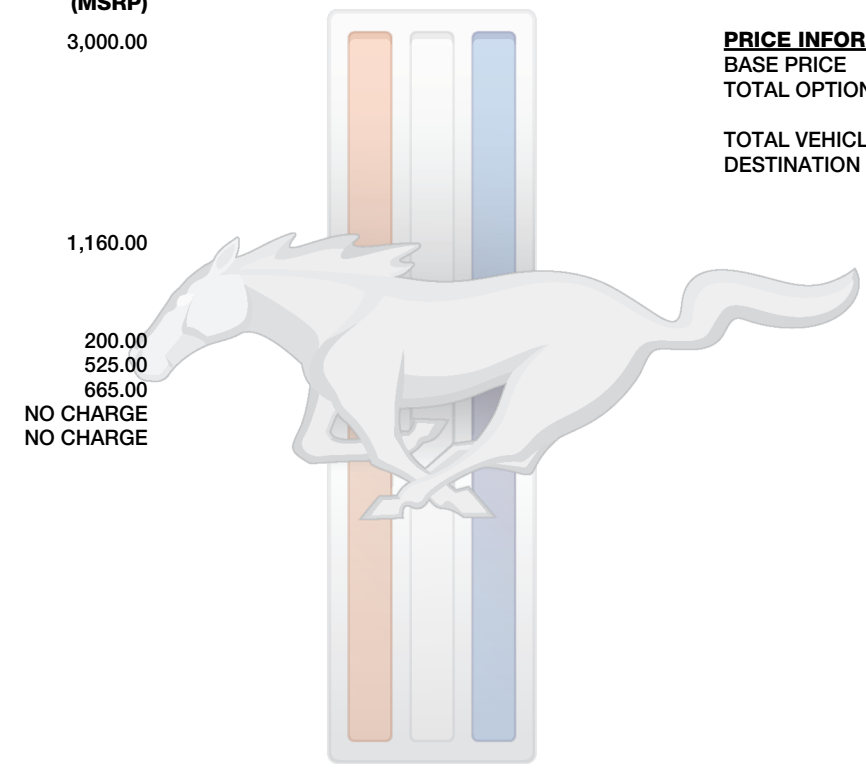 (MSRP)
3,000.00
1,160.00
200.00
525.00
665.00
NO CHARGE
NO CHARGE
PRICE INFOR
BASE PRICE
TOTAL OPTION
TOTAL VEHICL
DESTINATION